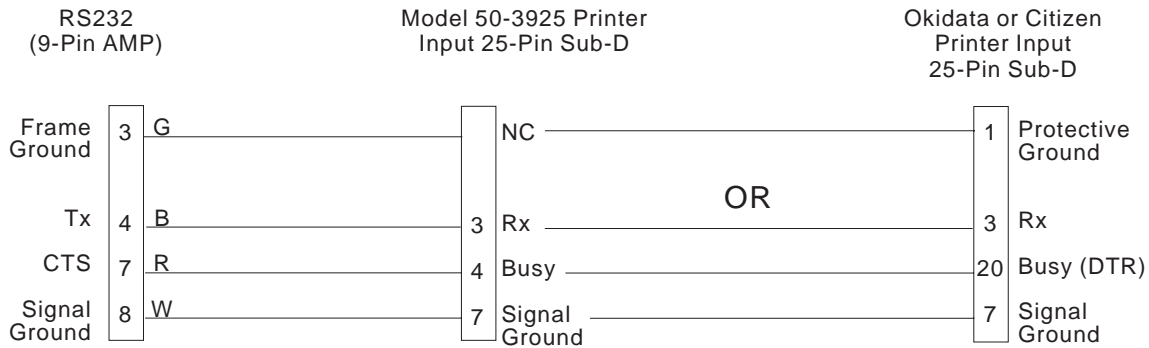 RS232
(9-Pin AMP)
Model 50-3925 Printer
Input 25-Pin Sub-D
Okidata or Citizen
Printer Input
25-Pin Sub-D
Frame
Ground
3
G
NC
1
Protective
Ground
OR
Tx
4
B
3
Rx
3
Rx
CTS
7
R
4
Busy
20
Busy (DTR)
Signal
Ground
8
W
7
Signal
Ground
7
Signal
Ground